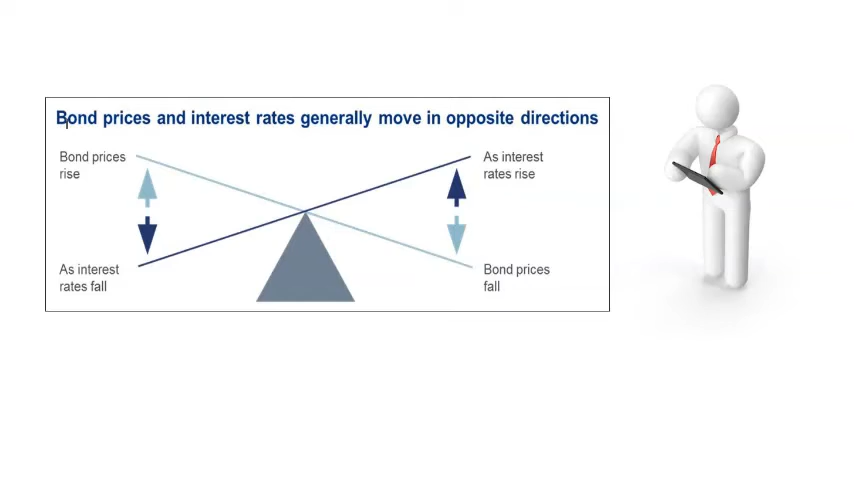 Bond prices and interest rates generally move in opposite directions
Bond prices
rise
As interest
rates rise
As interest
rates fall
Bond prices
fall